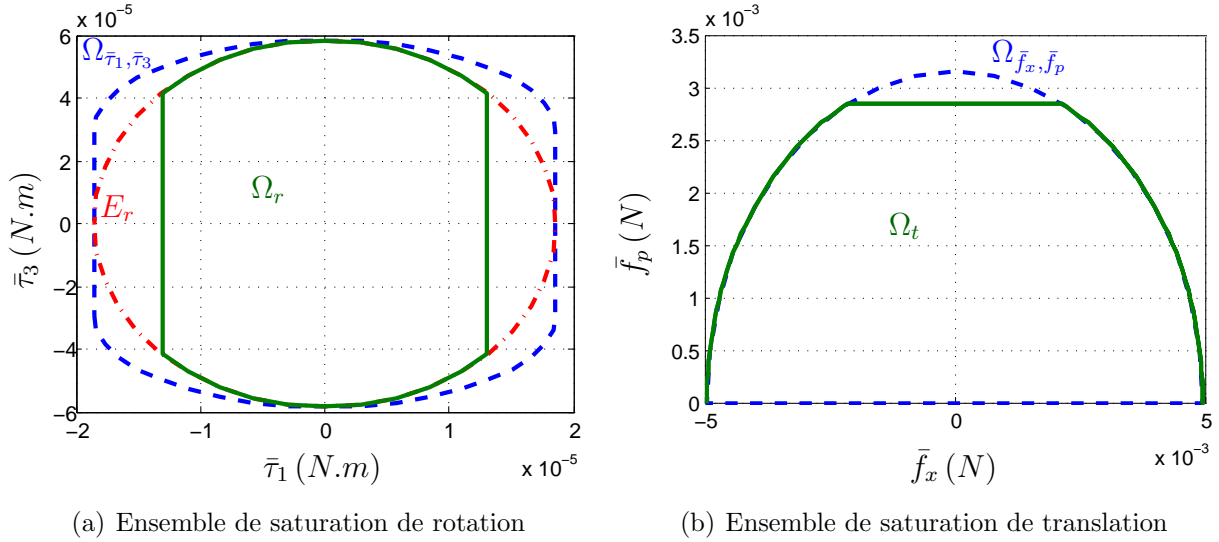 x 10⁻⁵
6
4
2
0
−2
−4
−6
−2
−1
0
1
2
x 10⁻⁵
τ̄₃ (N.m)
τ̄₁ (N.m)
Ω_τ̄₁,τ̄₃
E_r
Ω_r
(a) Ensemble de saturation de rotation
x 10⁻³
3.5
3
2.5
2
1.5
1
0.5
0
−5
0
5
x 10⁻³
f̄_p (N)
f̄_x (N)
Ω_f̄_x,f̄_p
Ω_t
(b) Ensemble de saturation de translation